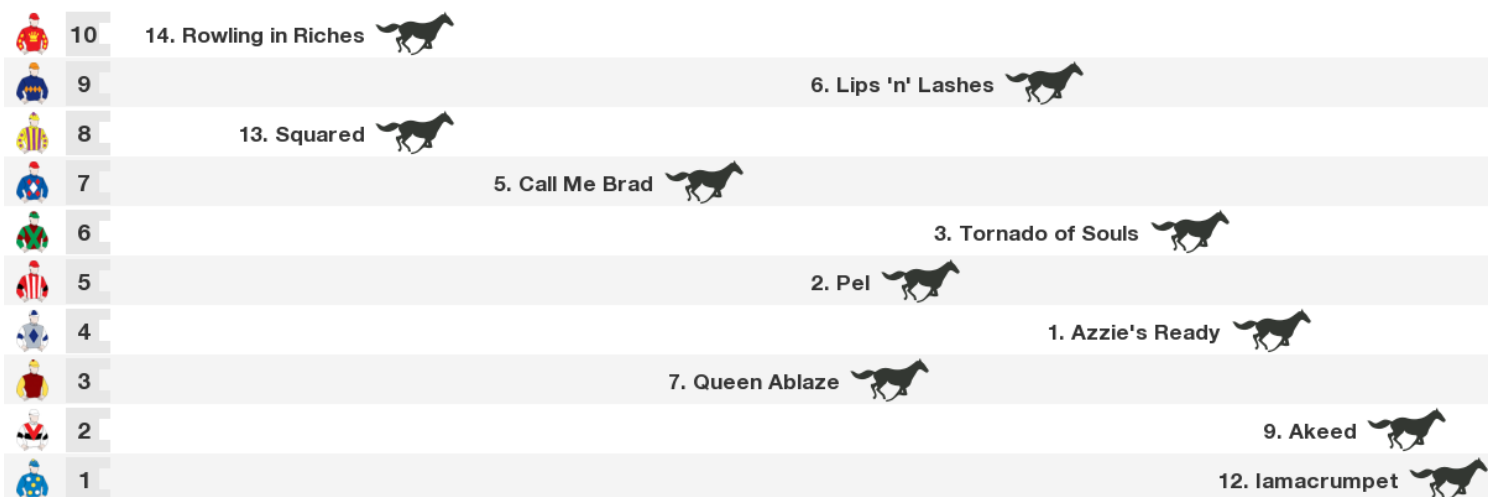 10 14. Rowling in Riches
9 6. Lips 'n' Lashes
8 13. Squared
7 5. Call Me Brad
6 3. Tornado of Souls
5 2. Pel
4 1. Azzie's Ready
3 7. Queen Ablaze
2 9. Akeed
1 12. Iamacrumpet